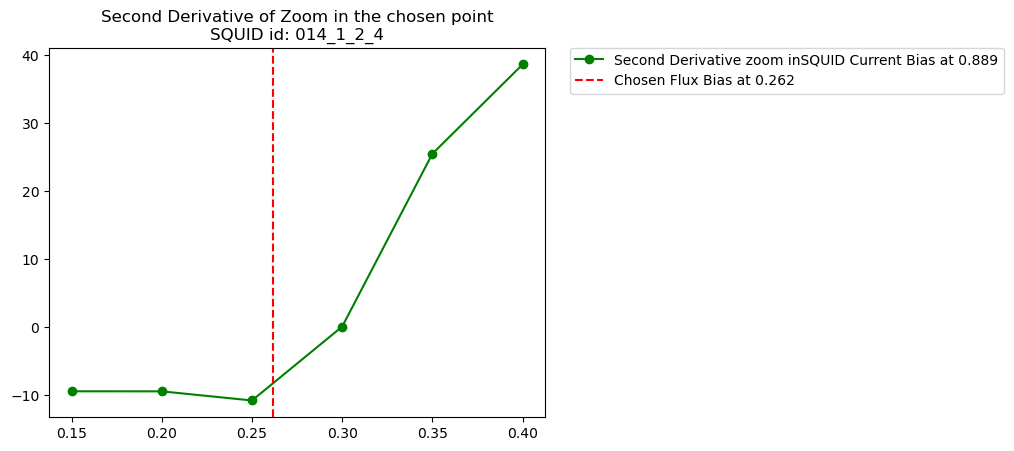 Second Derivative of Zoom in the chosen point
SQUID id: 014_1_2_4
Second Derivative zoom inSQUID Current Bias at 0.889
Chosen Flux Bias at 0.262
40
30
20
10
0
−10
0.15 0.20 0.25 0.30 0.35 0.40